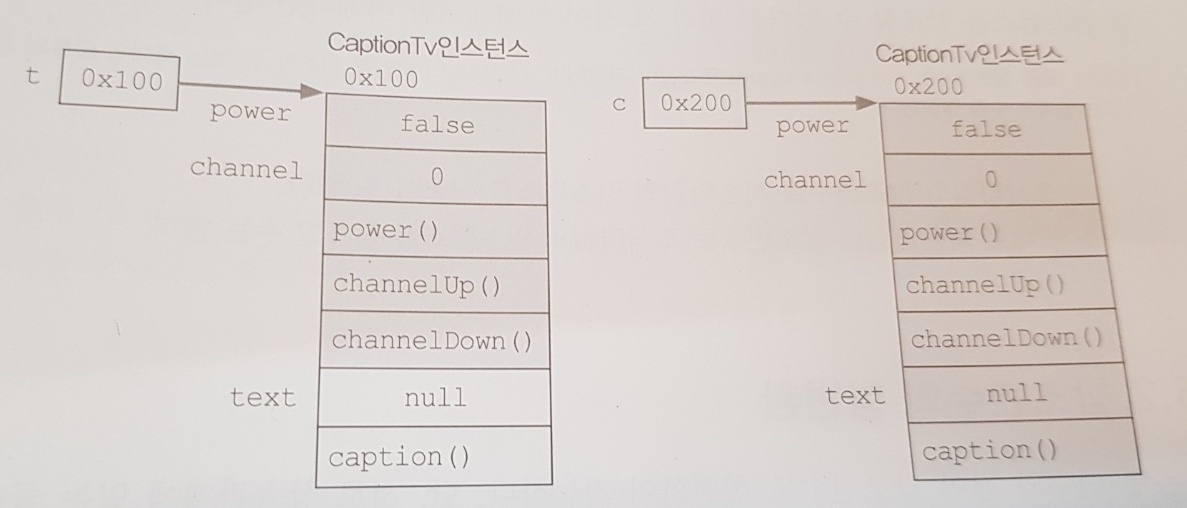 CaptionTv인스턴스
t 0x100 0x100
power false
channel 0
power()
channelUp()
channelDown()
text null
caption()
CaptionTv인스턴스
c 0x200 0x200
power false
channel 0
power()
channelUp()
channelDown()
text null
caption()